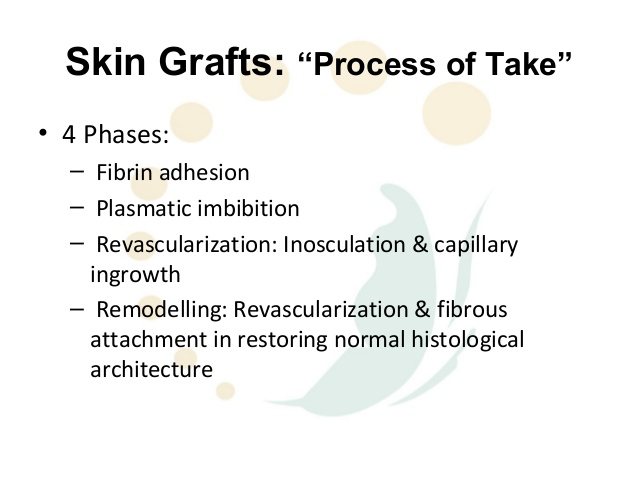 Skin Grafts: “Process of Take”
• 4 Phases:
– Fibrin adhesion
– Plasmatic imbibition
– Revascularization: Inosculation & capillary
ingrowth
– Remodelling: Revascularization & fibrous
attachment in restoring normal histological
architecture